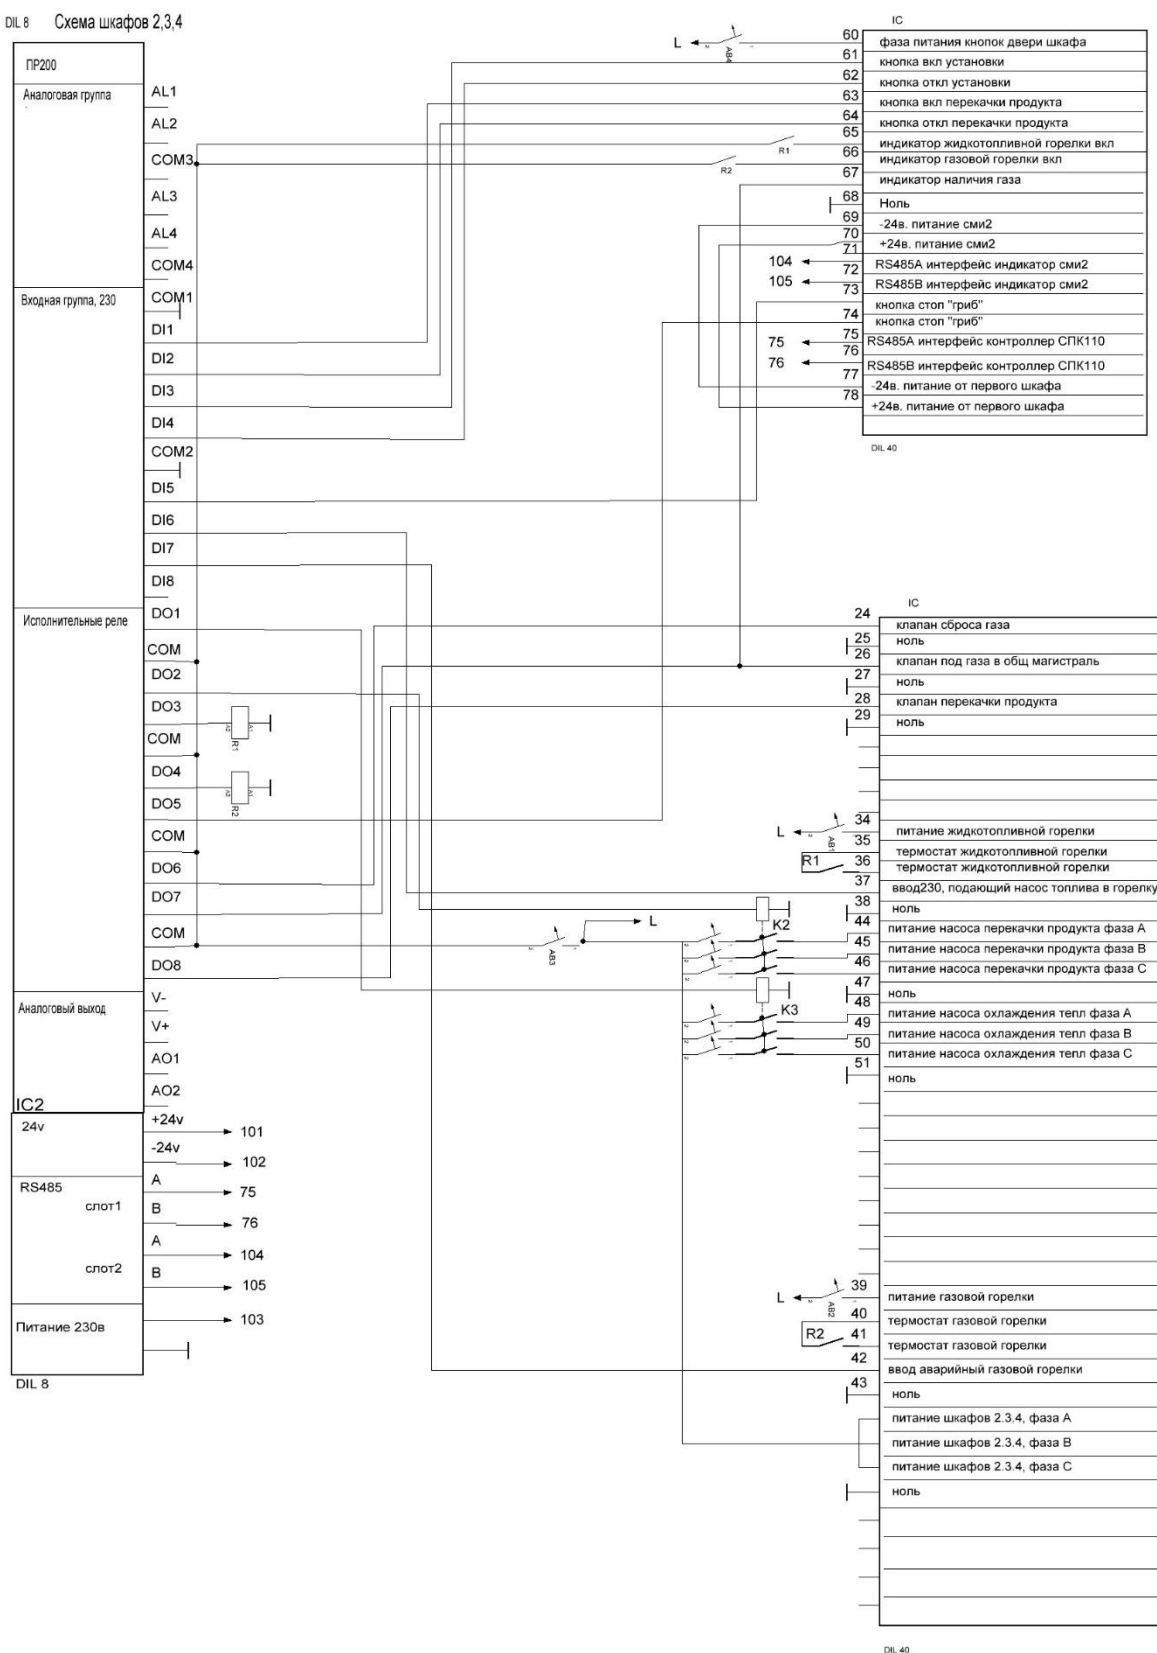 DIL 8 Схема шкафов 2,3,4
ПР200
Аналоговая группа
AL1
AL2
COM3
AL3
AL4
COM4
Входная группа, 230
COM1
DI1
DI2
DI3
DI4
COM2
DI5
DI6
DI7
DI8
Исполнительные реле
DO1
COM
DO2
DO3
COM
DO4
DO5
COM
DO6
DO7
COM
DO8
Аналоговый выход
V-
V+
AO1
AO2
IC2
24v
+24v
101
-24v
102
RS485
слот1
A
75
B
76
слот2
A
104
B
105
Питание 230в
103
DIL 8
A2 A1
R1
A2 A1
R2
L
2 AB4 1
R1
R2
104
105
75
76
IC
60 фаза питания кнопок двери шкафа
61 кнопка вкл установки
62 кнопка откл установки
63 кнопка вкл перекачки продукта
64 кнопка откл перекачки продукта
65 индикатор жидкотопливной горелки вкл
66 индикатор газовой горелки вкл
67 индикатор наличия газа
68 Ноль
69 -24в. питание сми2
70 +24в. питание сми2
71 RS485A интерфейс индикатор сми2
72 RS485B интерфейс индикатор сми2
73 кнопка стоп "гриб"
74 кнопка стоп "гриб"
75 RS485A интерфейс контроллер СПК110
76 RS485B интерфейс контроллер СПК110
77 -24в. питание от первого шкафа
78 +24в. питание от первого шкафа
DIL 40
IC
24 клапан сброса газа
25 ноль
26 клапан под газа в общ магистраль
27 ноль
28 клапан перекачки продукта
29 ноль
L
2 AB1 1
34 питание жидкотопливной горелки
35 термостат жидкотопливной горелки
R1
36 термостат жидкотопливной горелки
37 ввод230, подающий насос топлива в горелку
38 ноль
L
2 AB3 1
K2
44 питание насоса перекачки продукта фаза A
45 питание насоса перекачки продукта фаза B
46 питание насоса перекачки продукта фаза C
47 ноль
K3
48 питание насоса охлаждения тепл фаза A
49 питание насоса охлаждения тепл фаза B
50 питание насоса охлаждения тепл фаза C
51 ноль
L
2 AB2 1
39 питание газовой горелки
40 термостат газовой горелки
R2
41 термостат газовой горелки
42 ввод аварийный газовой горелки
43 ноль
питание шкафов 2.3.4, фаза A
питание шкафов 2.3.4, фаза B
питание шкафов 2.3.4, фаза C
ноль
DIL 40